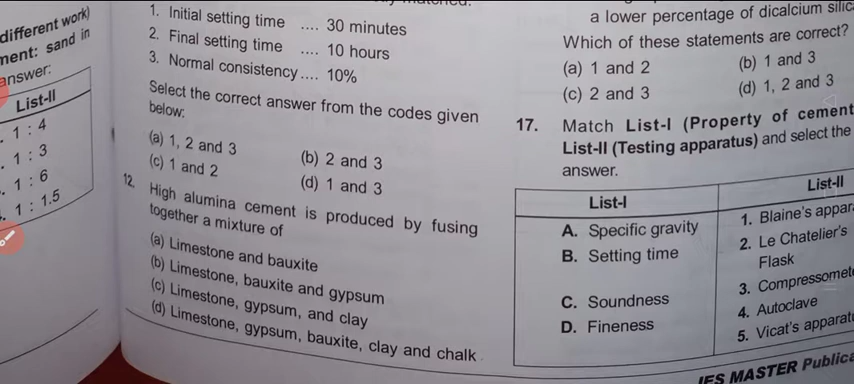 different work)
ment: sand in
answer:
List-II
1 : 4
1 : 3
1 : 6
1 : 1.5
1. Initial setting time .... 30 minutes
2. Final setting time .... 10 hours
3. Normal consistency .... 10%
Select the correct answer from the codes given
below:
(a) 1, 2 and 3 (b) 2 and 3
(c) 1 and 2 (d) 1 and 3
12. High alumina cement is produced by fusing
together a mixture of
(a) Limestone and bauxite
(b) Limestone, bauxite and gypsum
(c) Limestone, gypsum, and clay
(d) Limestone, gypsum, bauxite, clay and chalk
a lower percentage of dicalcium silic
Which of these statements are correct?
(a) 1 and 2 (b) 1 and 3
(c) 2 and 3 (d) 1, 2 and 3
17. Match List-I (Property of cement
List-II (Testing apparatus) and select the
answer.
List-I List-II
A. Specific gravity 1. Blaine's appar
B. Setting time 2. Le Chatelier's
Flask
3. Compressomet
C. Soundness 4. Autoclave
D. Fineness 5. Vicat's apparat
IES MASTER Publica